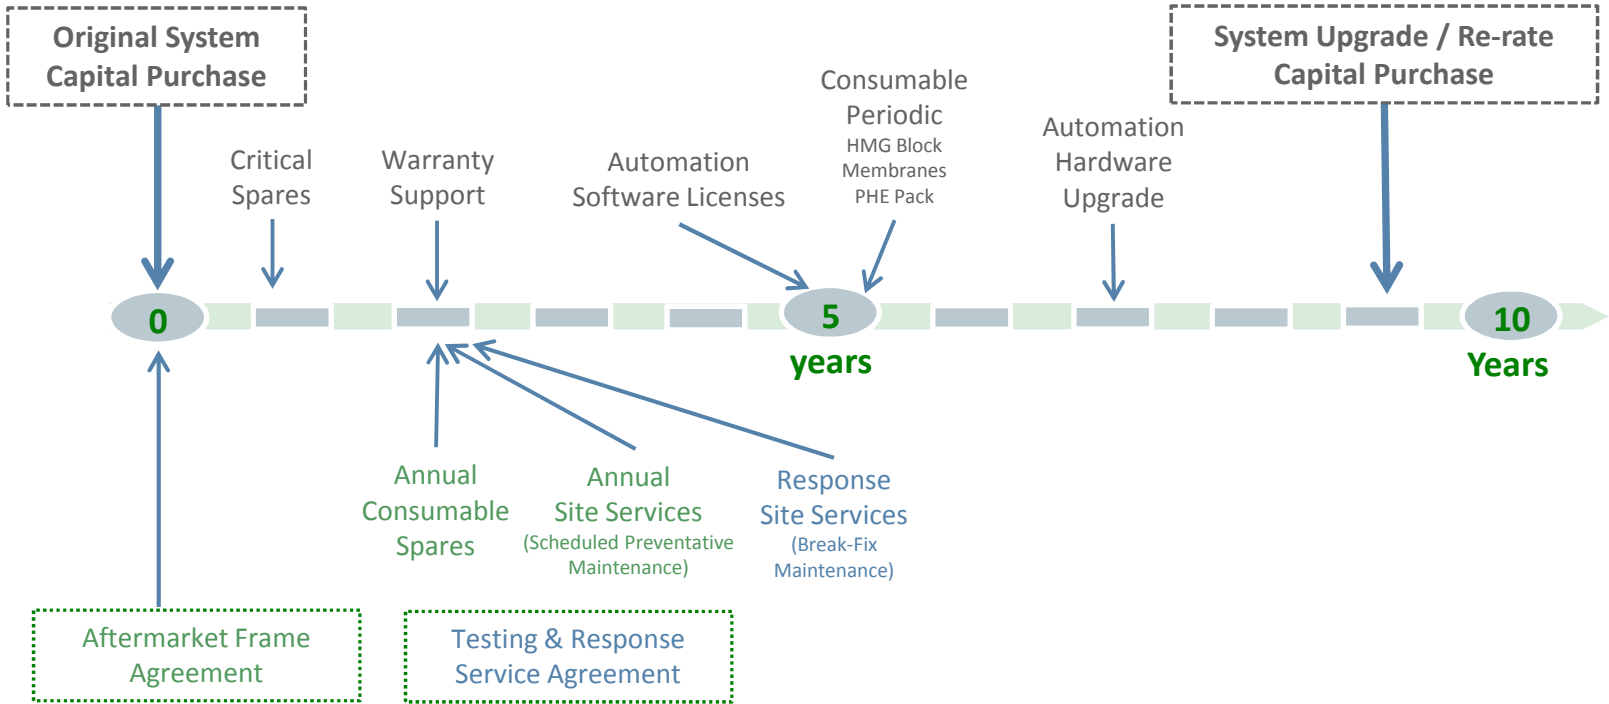 Original System
Capital Purchase
System Upgrade / Re-rate
Capital Purchase
Critical
Spares
Warranty
Support
Automation
Software Licenses
Consumable
Periodic
HMG Block
Membranes
PHE Pack
Automation
Hardware
Upgrade
0
5
years
10
Years
Annual
Consumable
Spares
Annual
Site Services
(Scheduled Preventative
Maintenance)
Response
Site Services
(Break-Fix
Maintenance)
Aftermarket Frame
Agreement
Testing & Response
Service Agreement